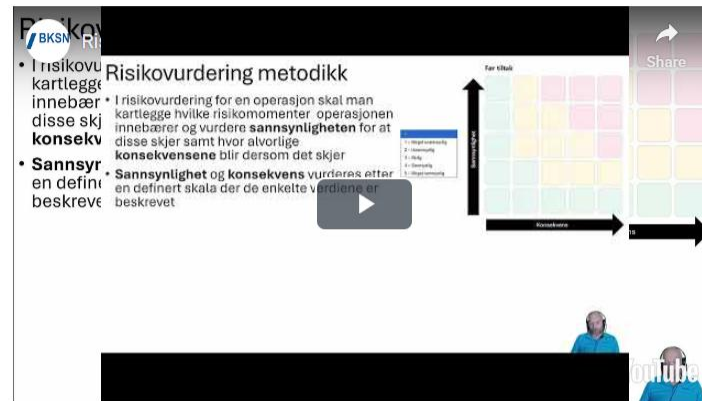 BKSN
Share
Risikovurdering metodikk
• I risikovurdering for en operasjon skal man
kartlegge hvilke risikomomenter operasjonen
innebærer og vurdere sannsynligheten for at
disse skjer samt hvor alvorlige
konsekvensene blir dersom det skjer
• Sannsynlighet og konsekvens vurderes etter
en definert skala der de enkelte verdiene er
beskrevet
Før tiltak
Sannsynlighet
Konsekvens
YouTube